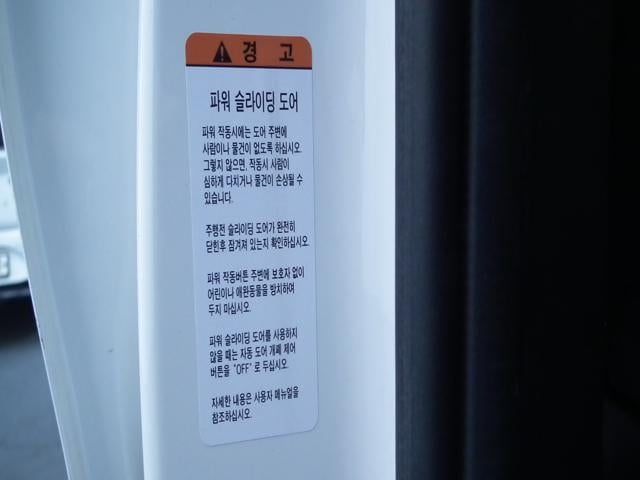 경 고
파워 슬라이딩 도어
파워 작동시에는 도어 주변에
사람이나 물건이 없도록 하십시오.
그렇지 않으면, 작동시 사람이
심하게 다치거나 물건이 손상될 수
있습니다.
주행전 슬라이딩 도어가 완전히
닫힌후 잠겨져 있는지 확인하십시오.
파워 작동버튼 주변에 보호자 없이
어린이나 애완동물을 방치하여
두지 마십시오.
파워 슬라이딩 도어를 사용하지
않을 때는 자동 도어 개폐 제어
버튼을 "OFF" 로 두십시오.
자세한 내용은 사용자 매뉴얼을
참조하십시오.